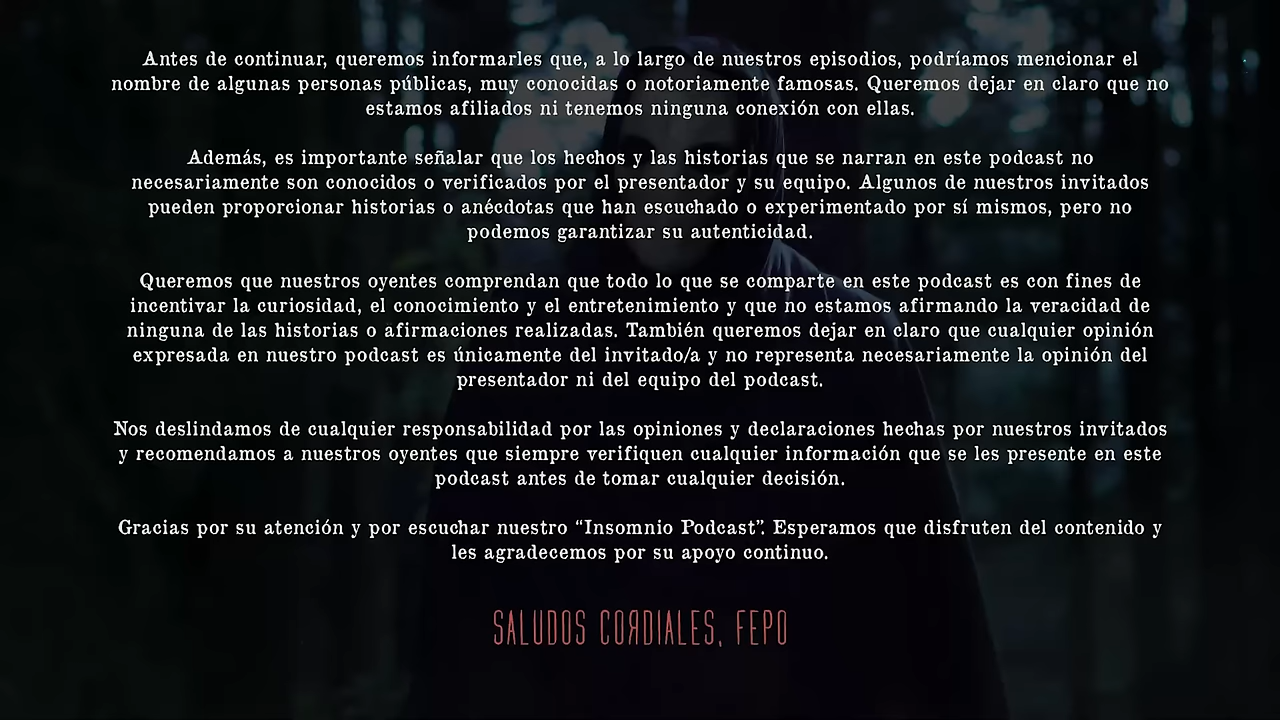 Antes de continuar, queremos informarles que, a lo largo de nuestros episodios, podríamos mencionar el
nombre de algunas personas públicas, muy conocidas o notoriamente famosas. Queremos dejar en claro que no
estamos afiliados ni tenemos ninguna conexión con ellas.
Además, es importante señalar que los hechos y las historias que se narran en este podcast no
necesariamente son conocidos o verificados por el presentador y su equipo. Algunos de nuestros invitados
pueden proporcionar historias o anécdotas que han escuchado o experimentado por sí mismos, pero no
podemos garantizar su autenticidad.
Queremos que nuestros oyentes comprendan que todo lo que se comparte en este podcast es con fines de
incentivar la curiosidad, el conocimiento y el entretenimiento y que no estamos afirmando la veracidad de
ninguna de las historias o afirmaciones realizadas. También queremos dejar en claro que cualquier opinión
expresada en nuestro podcast es únicamente del invitado/a y no representa necesariamente la opinión del
presentador ni del equipo del podcast.
Nos deslindamos de cualquier responsabilidad por las opiniones y declaraciones hechas por nuestros invitados
y recomendamos a nuestros oyentes que siempre verifiquen cualquier información que se les presente en este
podcast antes de tomar cualquier decisión.
Gracias por su atención y por escuchar nuestro “Insomnio Podcast”. Esperamos que disfruten del contenido y
les agradecemos por su apoyo continuo.
SALUDOS CORDIALES, FEPO